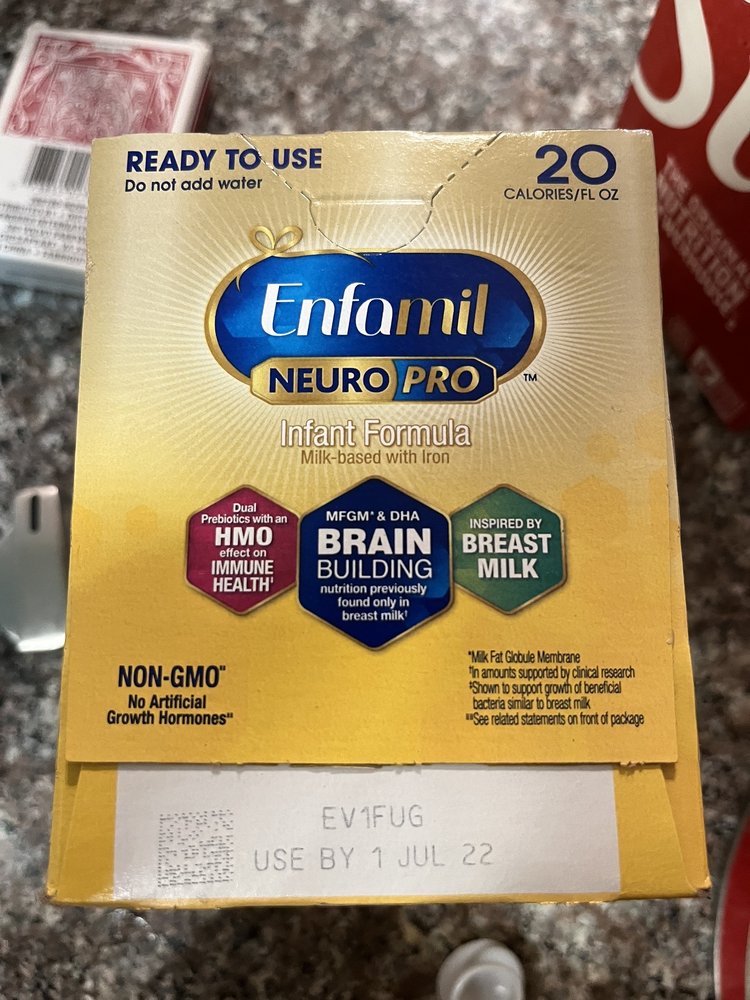 READY TO USE
Do not add water
20
CALORIES/FL OZ
Enfamil
NEURO PRO™
Infant Formula
Milk-based with Iron
Dual
Prebiotics with an
HMO
effect on
IMMUNE
HEALTH‡
MFGM* & DHA
BRAIN
BUILDING
nutrition previously
found only in
breast milk†
INSPIRED BY
BREAST
MILK
NON-GMO¤¤
No Artificial
Growth Hormones¤¤
*Milk Fat Globule Membrane
†In amounts supported by clinical research
‡Shown to support growth of beneficial
bacteria similar to breast milk
¤¤See related statements on front of package
EV1FUG
USE BY 1 JUL 22